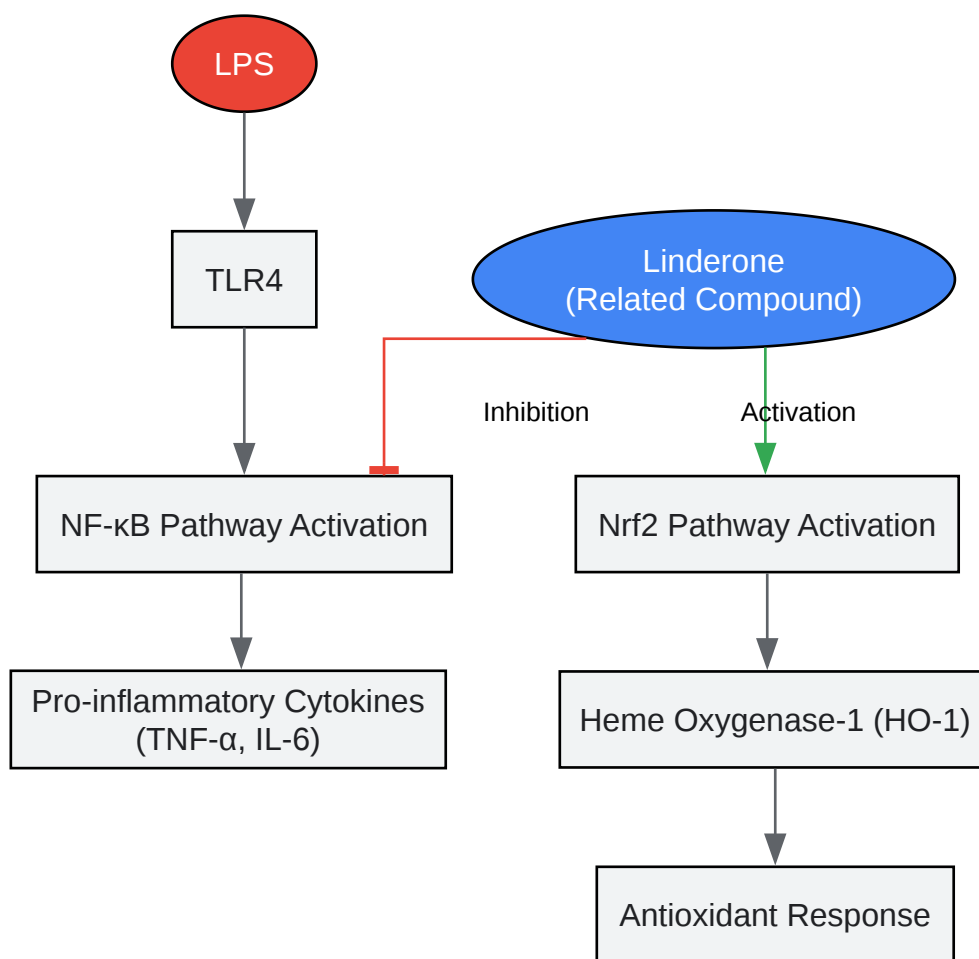 LPS
TLR4
Linderone
(Related Compound)
Inhibition
Activation
NF-κB Pathway Activation
Nrf2 Pathway Activation
Pro-inflammatory Cytokines
(TNF-α, IL-6)
Heme Oxygenase-1 (HO-1)
Antioxidant Response